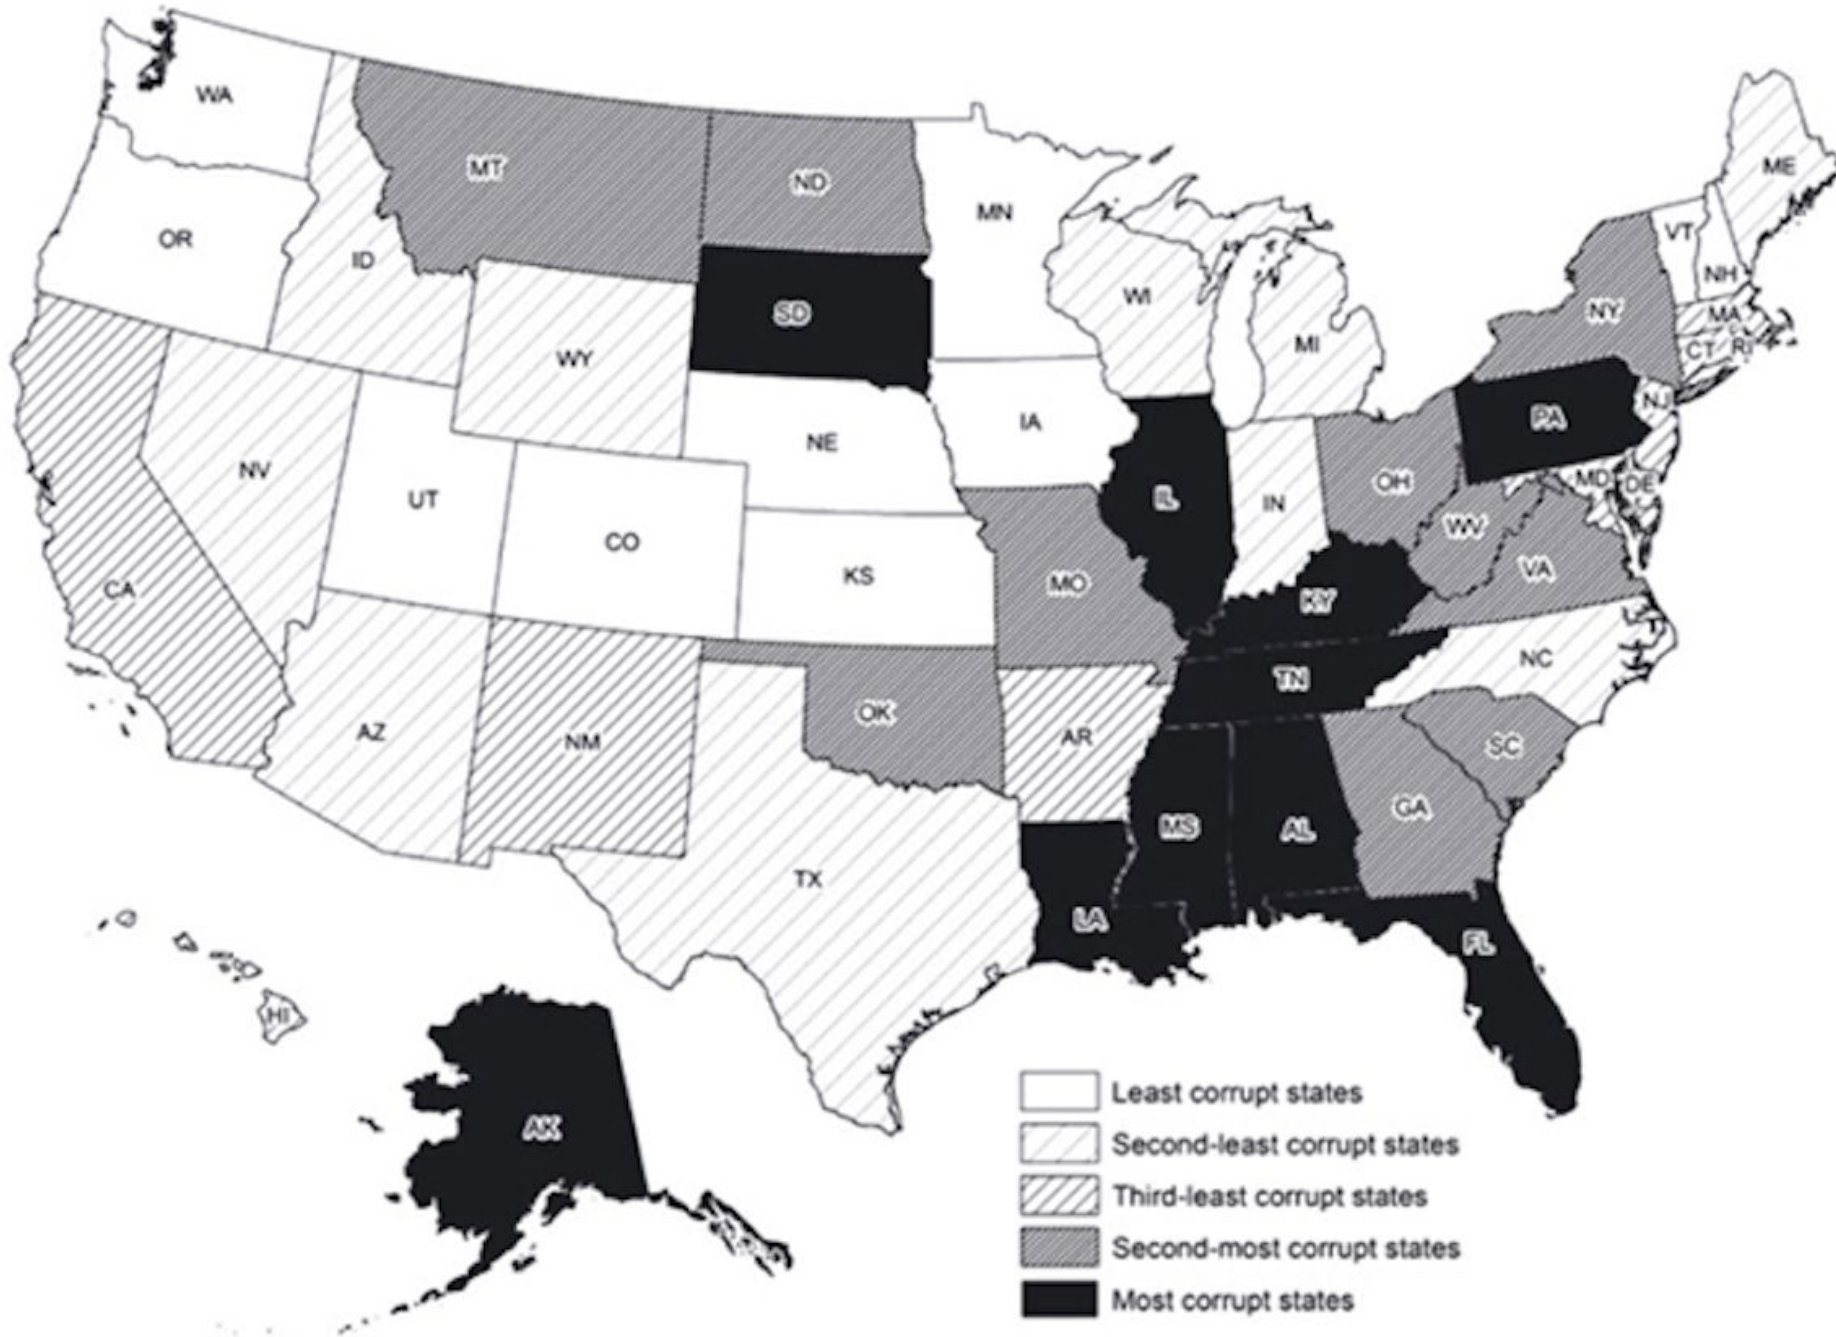 WA
MT
ND
MN
ME
OR
ID
VT
NH
SD
WI
NY
MA
WY
MI
CT
RI
IA
NJ
NE
PA
NV
UT
IL
IN
OH
MD
DE
CO
KS
WV
CA
MO
KY
VA
NC
TN
AZ
NM
OK
AR
SC
MS
AL
GA
TX
LA
FL
HI
AK
Least corrupt states
Second-least corrupt states
Third-least corrupt states
Second-most corrupt states
Most corrupt states